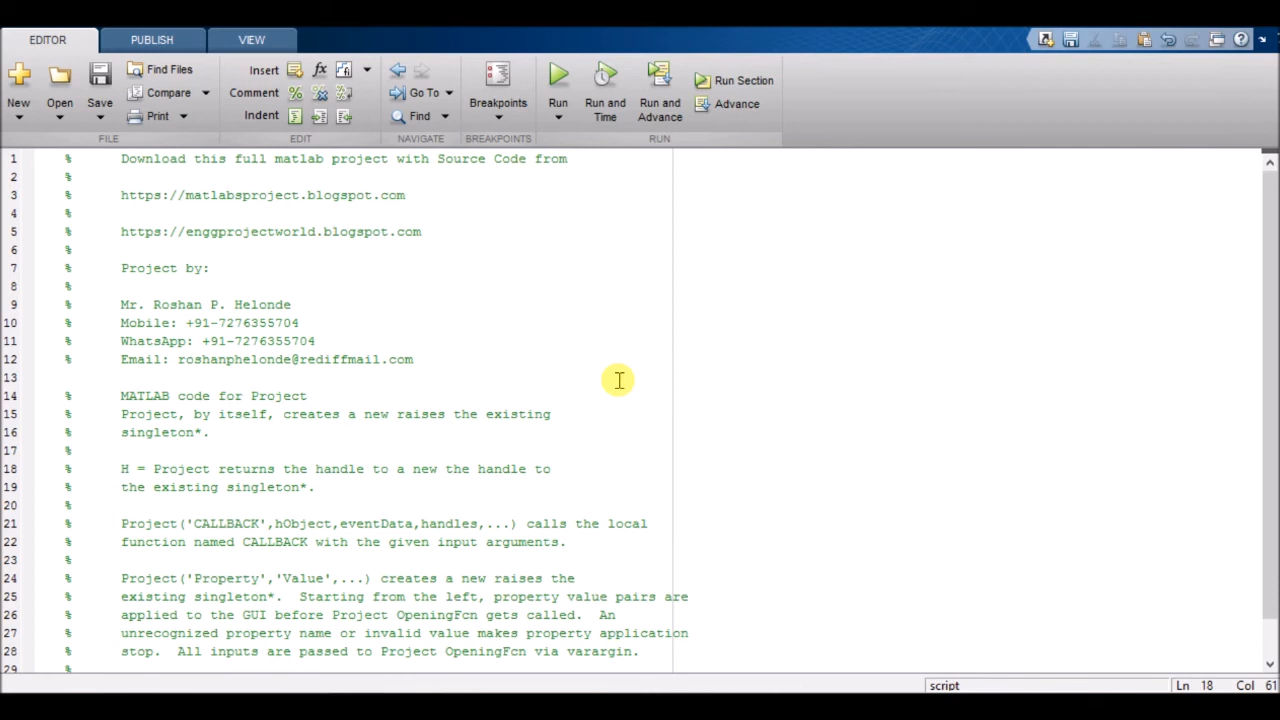 EDITOR PUBLISH VIEW
New Open Save Find Files Compare Print FILE
Insert Comment Indent EDIT
Go To Find NAVIGATE
Breakpoints BREAKPOINTS
Run Run and Time Run and Advance Run Section Advance RUN
1 % Download this full matlab project with Source Code from
2 %
3 % https://matlabsproject.blogspot.com
4 %
5 % https://enggprojectworld.blogspot.com
6 %
7 % Project by:
8 %
9 % Mr. Roshan P. Helonde
10 % Mobile: +91-7276355704
11 % WhatsApp: +91-7276355704
12 % Email: roshanphelonde@rediffmail.com
13
14 % MATLAB code for Project
15 % Project, by itself, creates a new raises the existing
16 % singleton*.
17 %
18 % H = Project returns the handle to a new the handle to
19 % the existing singleton*.
20 %
21 % Project('CALLBACK',hObject,eventData,handles,...) calls the local
22 % function named CALLBACK with the given input arguments.
23 %
24 % Project('Property','Value',...) creates a new raises the
25 % existing singleton*.  Starting from the left, property value pairs are
26 % applied to the GUI before Project OpeningFcn gets called.  An
27 % unrecognized property name or invalid value makes property application
28 % stop.  All inputs are passed to Project OpeningFcn via varargin.
29 %
script Ln 18 Col 61